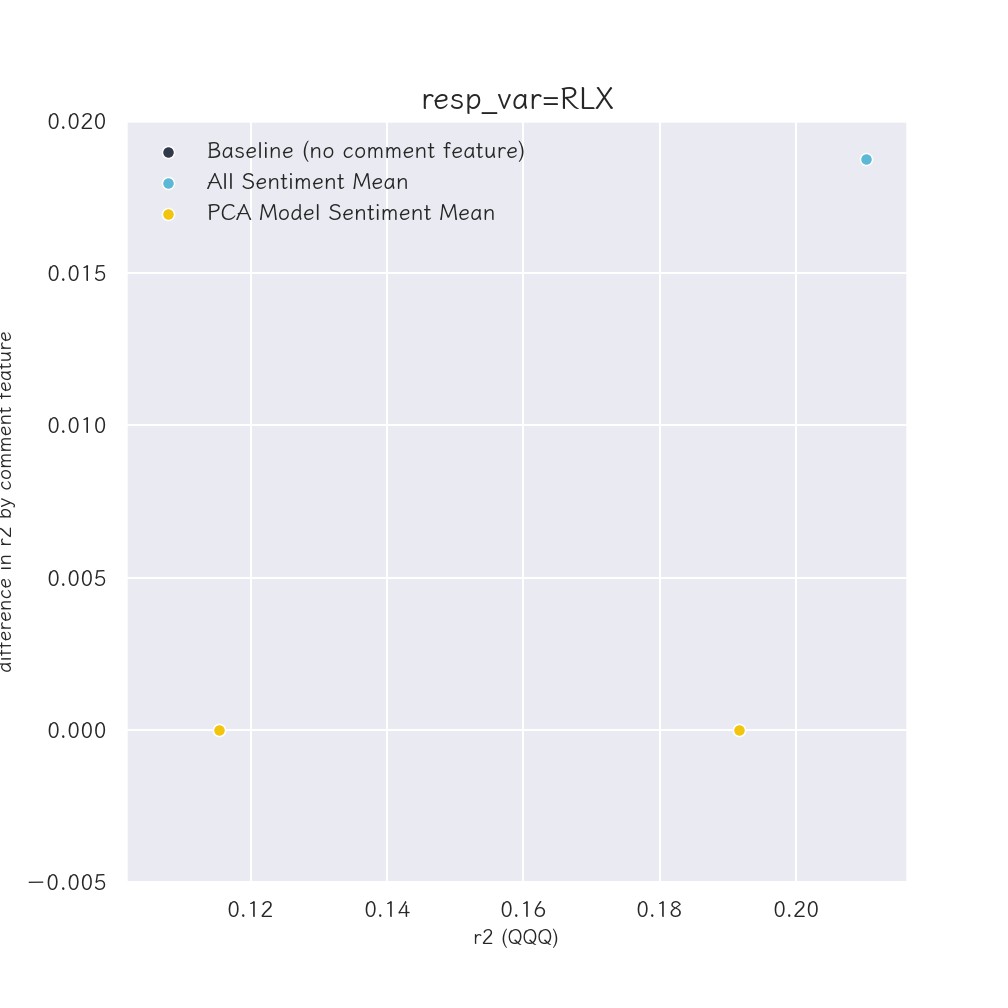 resp_var=RLX
0.020
0.015
0.010
0.005
0.000
−0.005
difference in r2 by comment feature
Baseline (no comment feature)
All Sentiment Mean
PCA Model Sentiment Mean
0.12
0.14
0.16
0.18
0.20
r2 (QQQ)